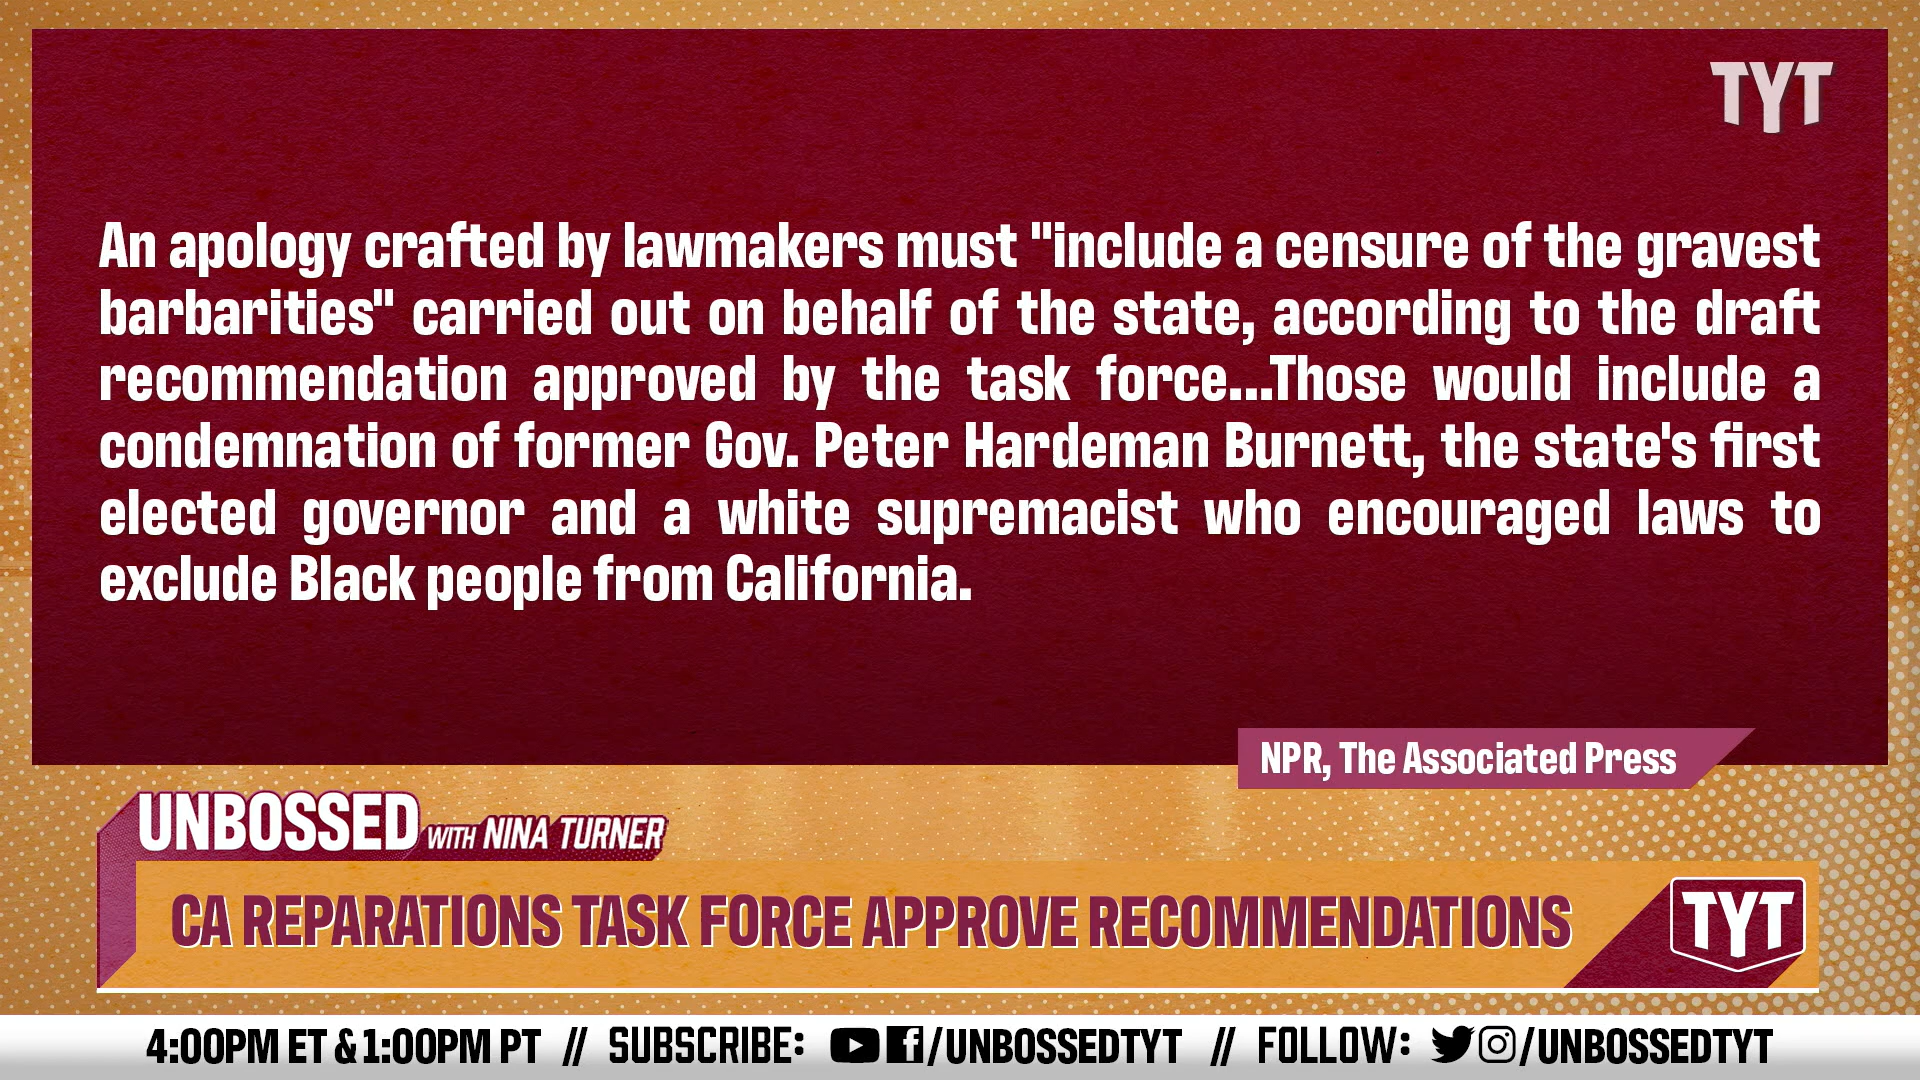 TYT
An apology crafted by lawmakers must "include a censure of the gravest
barbarities" carried out on behalf of the state, according to the draft
recommendation approved by the task force...Those would include a
condemnation of former Gov. Peter Hardeman Burnett, the state's first
elected governor and a white supremacist who encouraged laws to
exclude Black people from California.
NPR, The Associated Press
UNBOSSED WITH NINA TURNER
CA REPARATIONS TASK FORCE APPROVE RECOMMENDATIONS
TYT
4:00PM ET & 1:00PM PT // SUBSCRIBE: /UNBOSSEDTYT // FOLLOW: /UNBOSSEDTYT